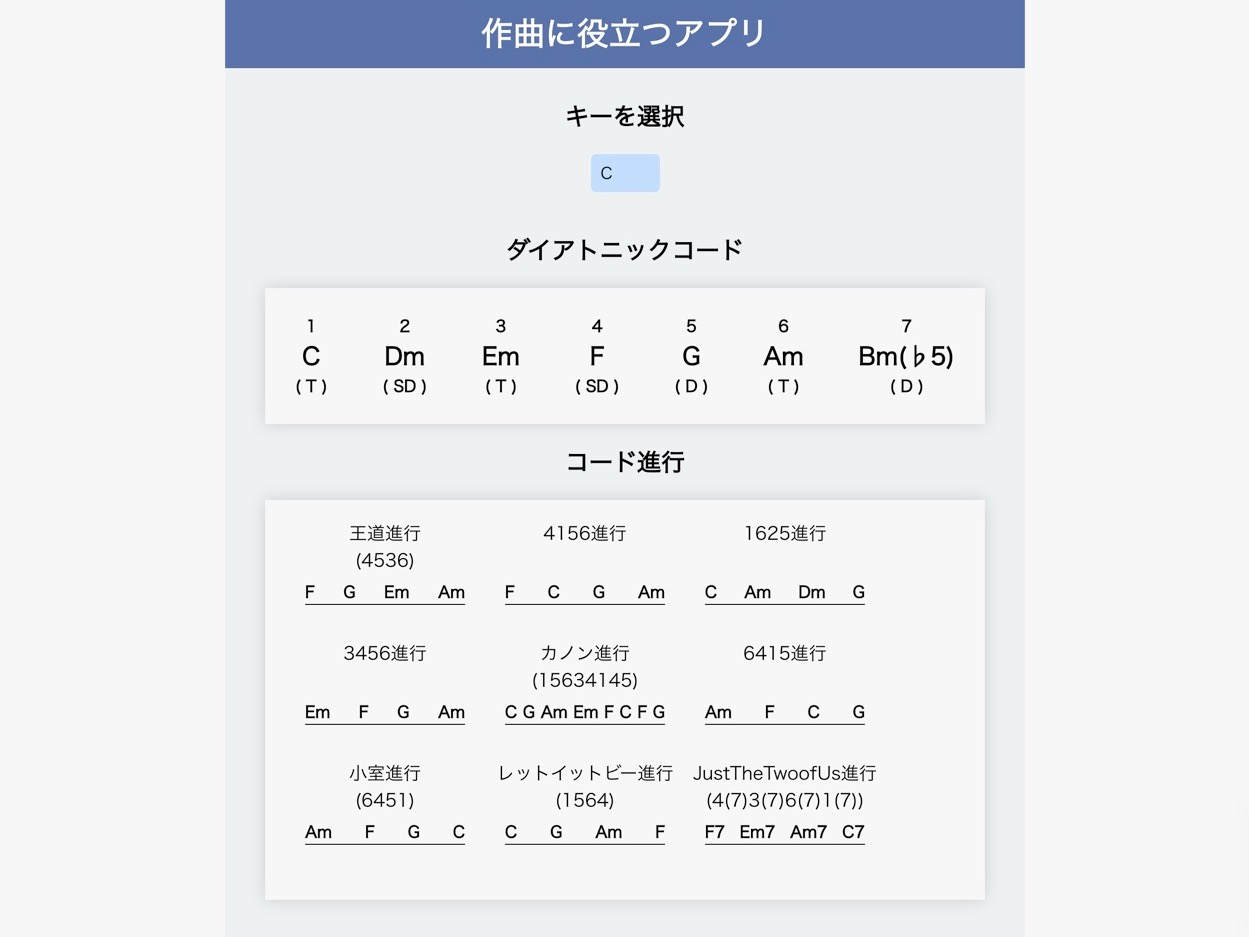 作曲に役立つアプリ
キーを選択
C
ダイアトニックコード
1 2 3 4 5 6 7
C Dm Em F G Am Bm(♭5)
( T ) ( SD ) ( T ) ( SD ) ( D ) ( T ) ( D )
コード進行
王道進行 4156進行 1625進行
(4536)
F G Em Am F C G Am C Am Dm G
3456進行 カノン進行 6415進行
(15634145)
Em F G Am C G Am Em F C F G Am F C G
小室進行 レットイットビー進行 JustTheTwoofUs進行
(6451) (1564) (4(7)3(7)6(7)1(7))
Am F G C C G Am F F7 Em7 Am7 C7